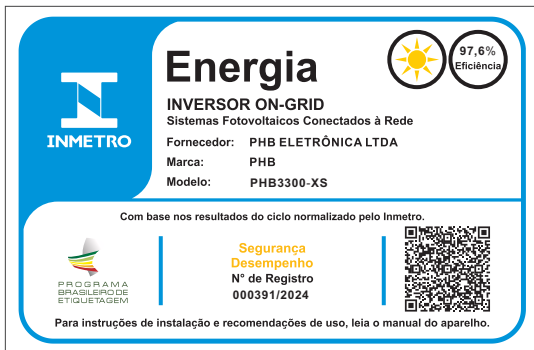 INMETRO
Energia
97,6%
Eficiência
INVERSOR ON-GRID
Sistemas Fotovoltaicos Conectados à Rede
Fornecedor: PHB ELETRÔNICA LTDA
Marca: PHB
Modelo: PHB3300-XS
Com base nos resultados do ciclo normalizado pelo Inmetro.
PROGRAMA
BRASILEIRO DE
ETIQUETAGEM
Segurança
Desempenho
N° de Registro
000391/2024
Para instruções de instalação e recomendações de uso, leia o manual do aparelho.